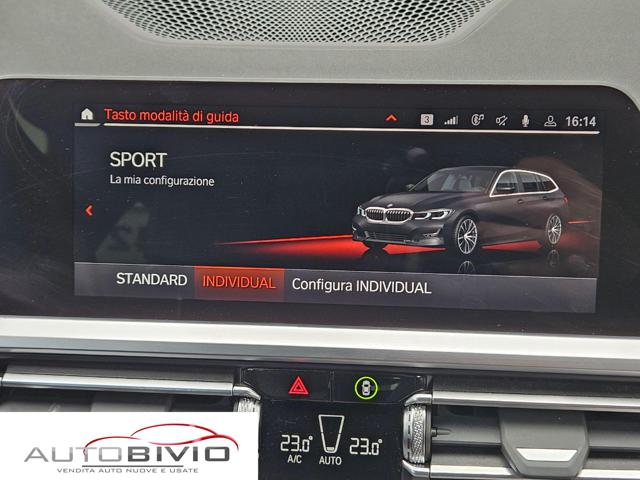 Tasto modalità di guida
3
16:14
SPORT
La mia configurazione
STANDARD INDIVIDUAL Configura INDIVIDUAL
23.0° 23.0°
A/C AUTO
AUTOBIVIO
VENDITA AUTO NUOVE E USATE